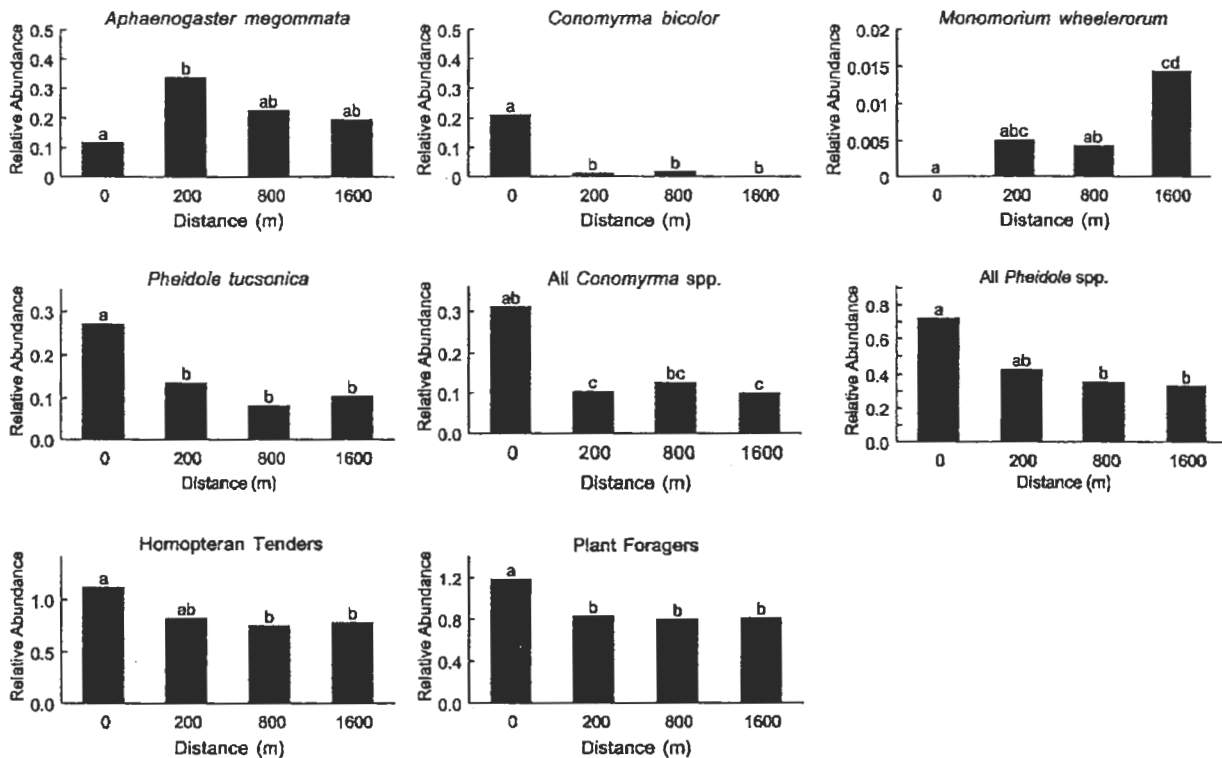 Aphaenogaster megommata
Relative Abundance
0.5
0.4
0.3
0.2
0.1
0
a
b
ab
ab
0
200
800
1600
Distance (m)
Conomyrma bicolor
Relative Abundance
0.5
0.4
0.3
0.2
0.1
0
a
b
b
b
0
200
800
1600
Distance (m)
Monomorium wheelerorum
Relative Abundance
0.02
0.015
0.01
0.005
0
a
abc
ab
cd
0
200
800
1600
Distance (m)
Pheidole tucsonica
Relative Abundance
0.3
0.2
0.1
0.0
a
b
b
b
0
200
800
1600
Distance (m)
All Conomyrma spp.
Relative Abundance
0.3
0.2
0.1
0.0
ab
c
bc
c
0
200
800
1600
Distance (m)
All Pheidole spp.
Relative Abundance
0.8
0.6
0.4
0.2
0.0
a
ab
b
b
0
200
800
1600
Distance (m)
Homopteran Tenders
Relative Abundance
1.0
0.5
0.0
a
ab
b
b
0
200
800
1600
Distance (m)
Plant Foragers
Relative Abundance
1.2
0.8
0.4
0.0
a
b
b
b
0
200
800
1600
Distance (m)